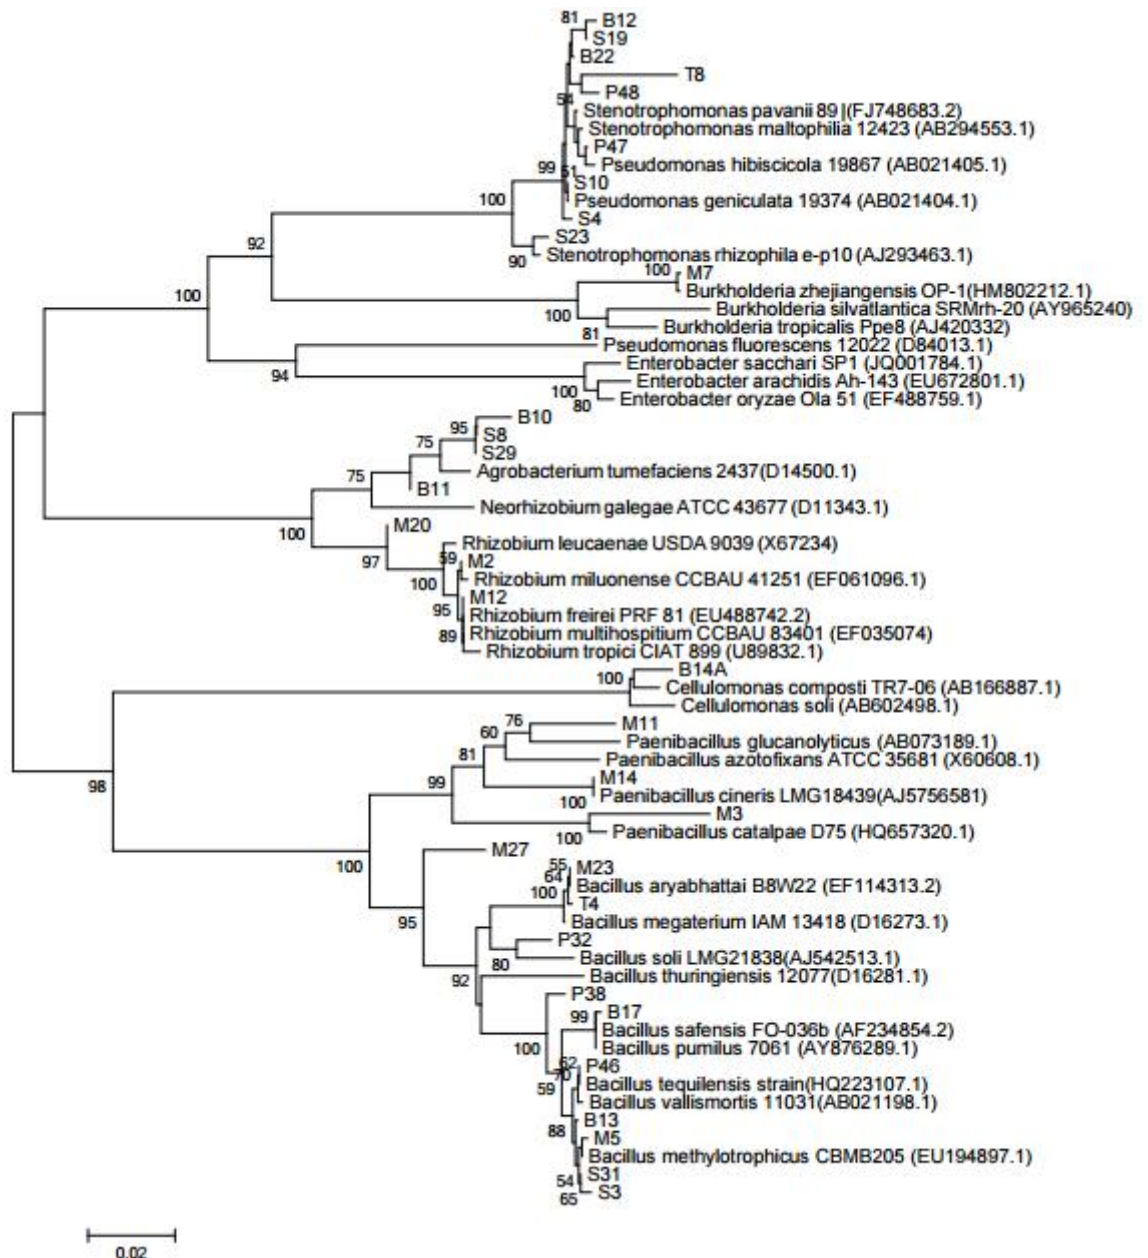 81
B12
S19
B22
T8
P48
54
Stenotrophomonas pavanii 89 |(FJ748683.2)
Stenotrophomonas maltophilia 12423 (AB294553.1)
P47
99
Pseudomonas hibiscicola 19867 (AB021405.1)
51
S10
100
Pseudomonas geniculata 19374 (AB021404.1)
S4
S23
92
90
Stenotrophomonas rhizophila e-p10 (AJ293463.1)
100
M7
100
Burkholderia zhejiangensis OP-1(HM802212.1)
Burkholderia silvatlantica SRMrh-20 (AY965240)
100
Burkholderia tropicalis Ppe8 (AJ420332)
81
Pseudomonas fluorescens 12022 (D84013.1)
Enterobacter sacchari SP1 (JQ001784.1)
94
Enterobacter arachidis Ah-143 (EU672801.1)
100
80
Enterobacter oryzae Ola 51 (EF488759.1)
B10
95
S8
75
S29
Agrobacterium tumefaciens 2437(D14500.1)
75
B11
Neorhizobium galegae ATCC 43677 (D11343.1)
M20
100
Rhizobium leucaenae USDA 9039 (X67234)
97
59
M2
100
Rhizobium miluonense CCBAU 41251 (EF061096.1)
M12
95
Rhizobium freirei PRF 81 (EU488742.2)
89
Rhizobium multihospitium CCBAU 83401 (EF035074)
Rhizobium tropici CIAT 899 (U89832.1)
100
B14A
Cellulomonas composti TR7-06 (AB166887.1)
Cellulomonas soli (AB602498.1)
76
M11
60
Paenibacillus glucanolyticus (AB073189.1)
81
Paenibacillus azotofixans ATCC 35681 (X60608.1)
98
99
M14
100
Paenibacillus cineris LMG18439(AJ5756581)
M3
100
Paenibacillus catalpae D75 (HQ657320.1)
100
M27
55
M23
64
Bacillus aryabhattai B8W22 (EF114313.2)
100
T4
95
Bacillus megaterium IAM 13418 (D16273.1)
P32
80
Bacillus soli LMG21838(AJ542513.1)
92
Bacillus thuringiensis 12077(D16281.1)
P38
99
B17
Bacillus safensis FO-036b (AF234854.2)
100
Bacillus pumilus 7061 (AY876289.1)
62
P46
70
59
Bacillus tequilensis strain(HQ223107.1)
Bacillus vallismortis 11031(AB021198.1)
B13
88
M5
Bacillus methylotrophicus CBMB205 (EU194897.1)
S31
54
S3
65
0.02